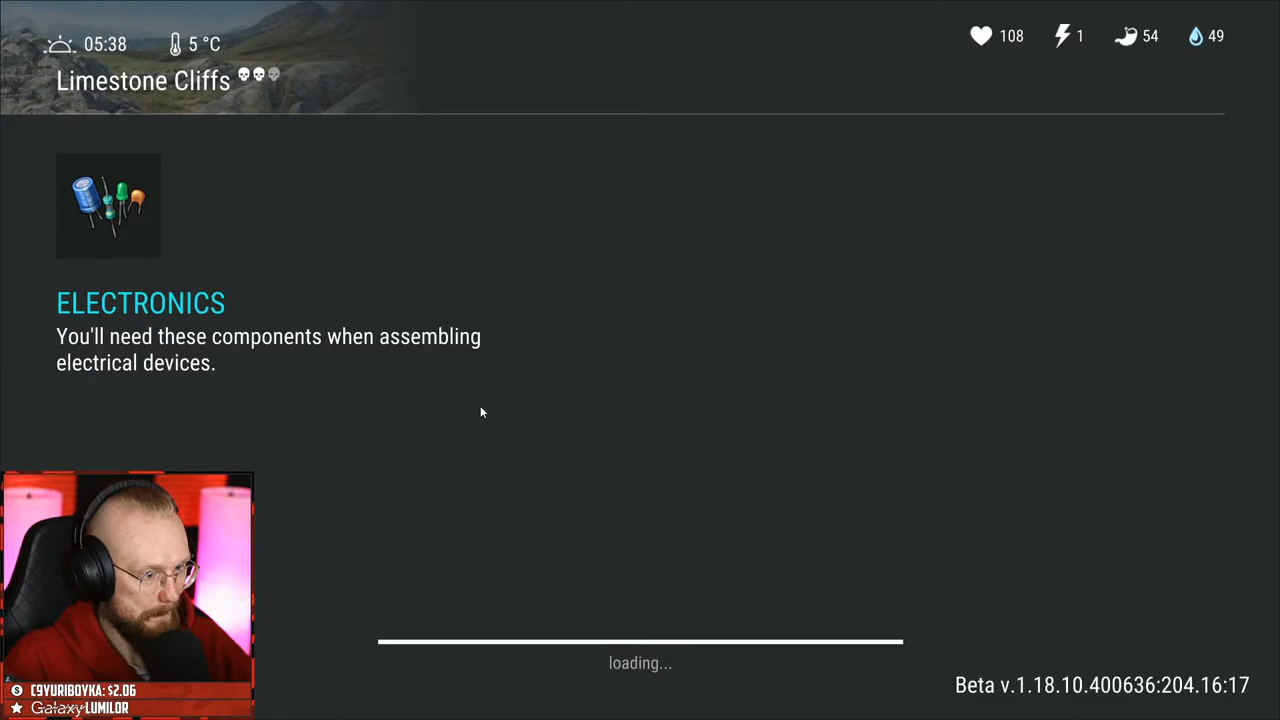 05:38 5 °C
108 1 54 49
Limestone Cliffs
ELECTRONICS
You'll need these components when assembling
electrical devices.
loading...
C9YURIBOYKA: $2.06
Galaxy LUMILOR
Beta v.1.18.10.400636:204.16:17